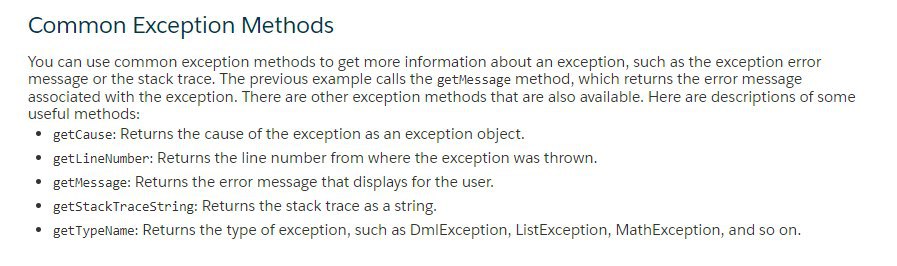 Common Exception Methods
You can use common exception methods to get more information about an exception, such as the exception error
message or the stack trace. The previous example calls the getMessage method, which returns the error message
associated with the exception. There are other exception methods that are also available. Here are descriptions of some
useful methods:
• getCause: Returns the cause of the exception as an exception object.
• getLineNumber: Returns the line number from where the exception was thrown.
• getMessage: Returns the error message that displays for the user.
• getStackTraceString: Returns the stack trace as a string.
• getTypeName: Returns the type of exception, such as DmlException, ListException, MathException, and so on.